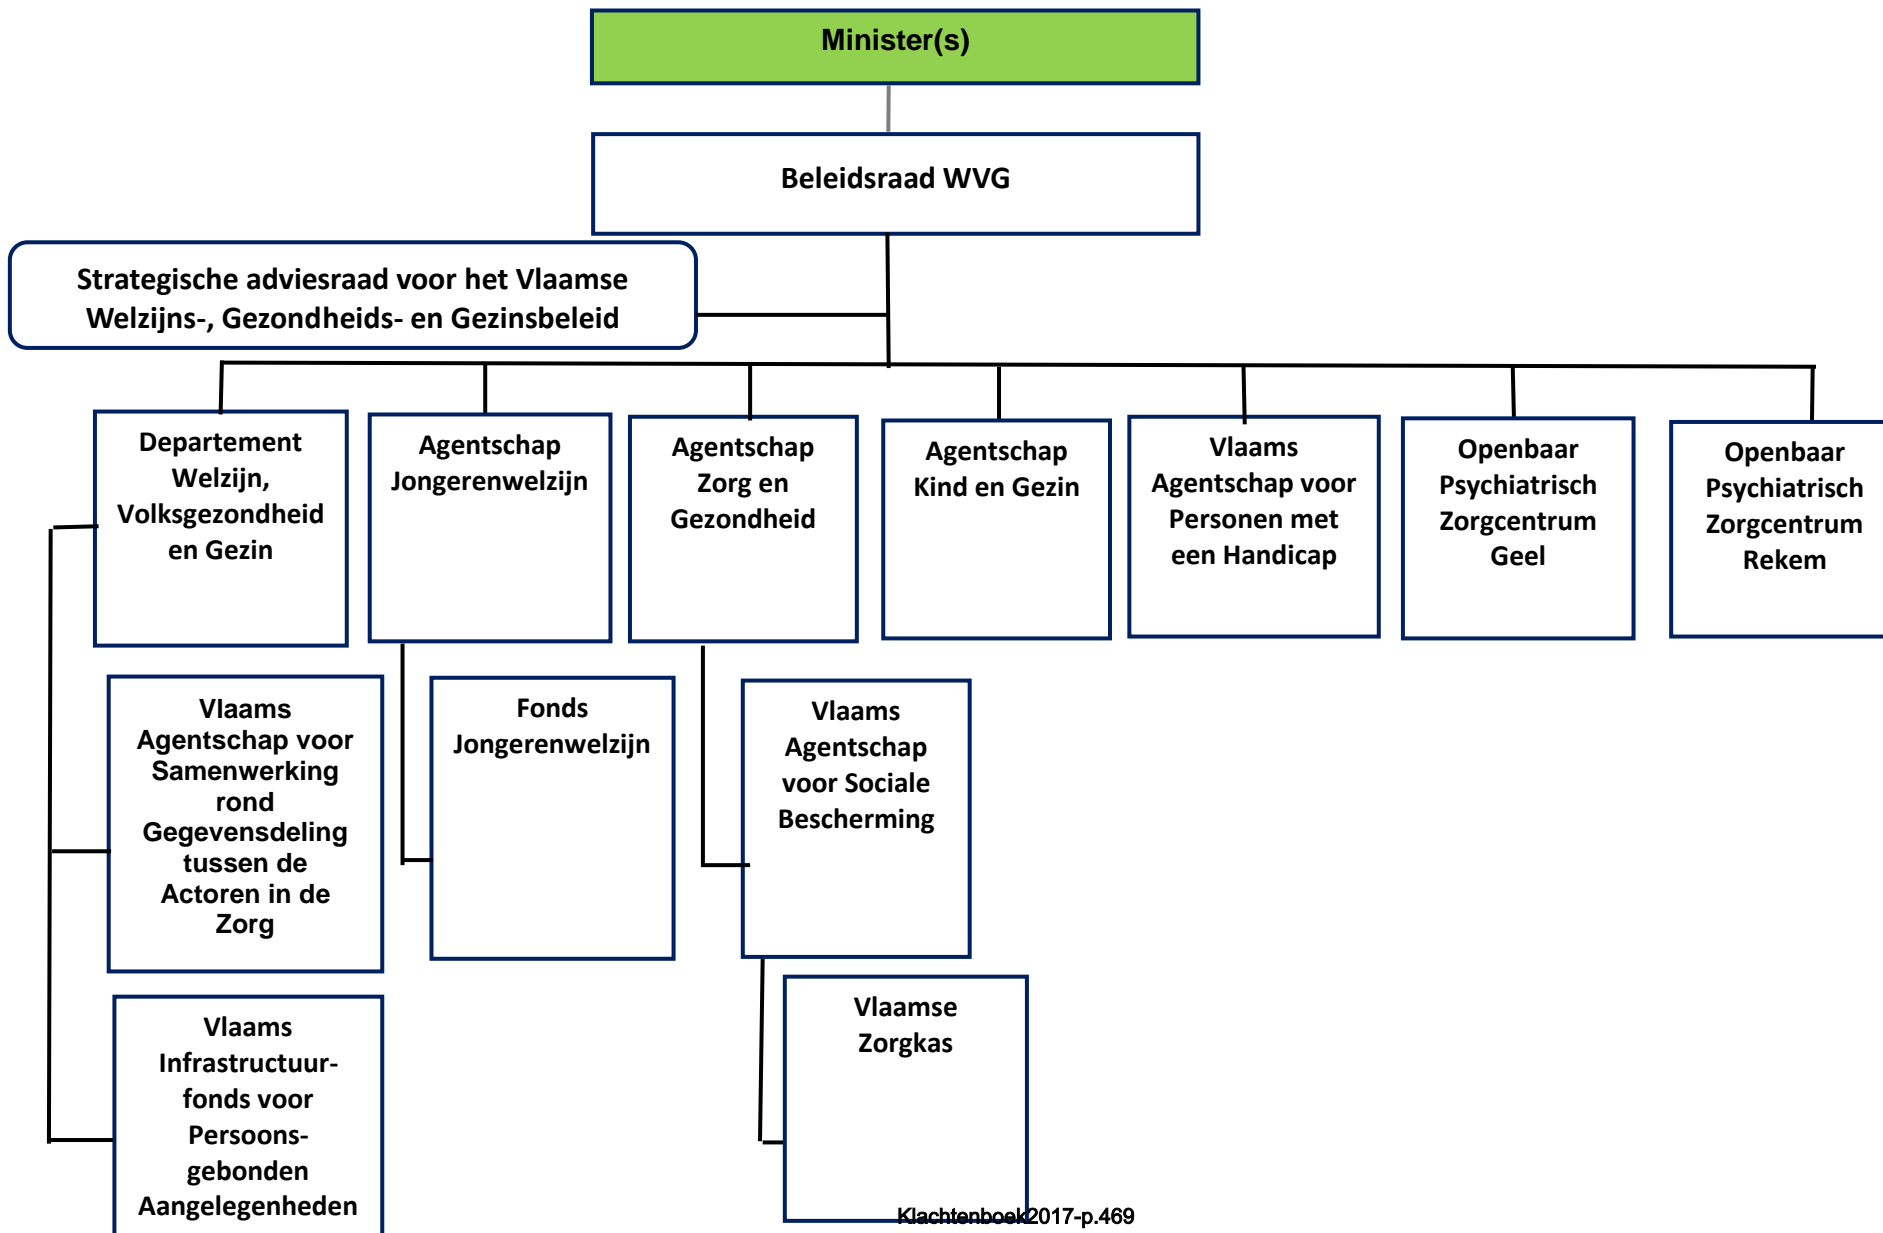 Minister(s)
Beleidsraad WVG
Strategische adviesraad voor het Vlaamse
Welzijns-, Gezondheids- en Gezinsbeleid
Departement
Welzijn,
Volksgezondheid
en Gezin
Agentschap
Jongerenwelzijn
Agentschap
Zorg en
Gezondheid
Agentschap
Kind en Gezin
Vlaams
Agentschap voor
Personen met
een Handicap
Openbaar
Psychiatrisch
Zorgcentrum
Geel
Openbaar
Psychiatrisch
Zorgcentrum
Rekem
Vlaams
Agentschap voor
Samenwerking
rond
Gegevensdeling
tussen de
Actoren in de
Zorg
Fonds
Jongerenwelzijn
Vlaams
Agentschap
voor Sociale
Bescherming
Vlaams
Infrastructuur-
fonds voor
Persoons-
gebonden
Aangelegenheden
Vlaamse
Zorgkas
Klachtenboek2017-p.469